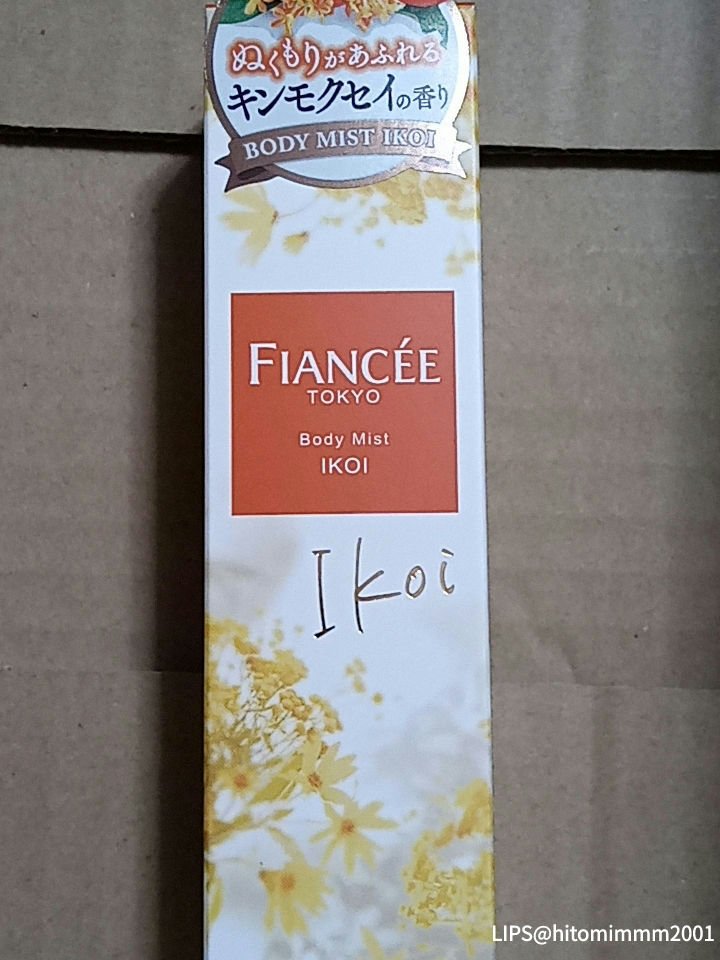 ぬくもりがあふれる
キンモクセイの香り
BODY MIST IKOI
FIANCÉE
TOKYO
Body Mist
IKOI
Ikoi
LIPS@hitomimmm2001